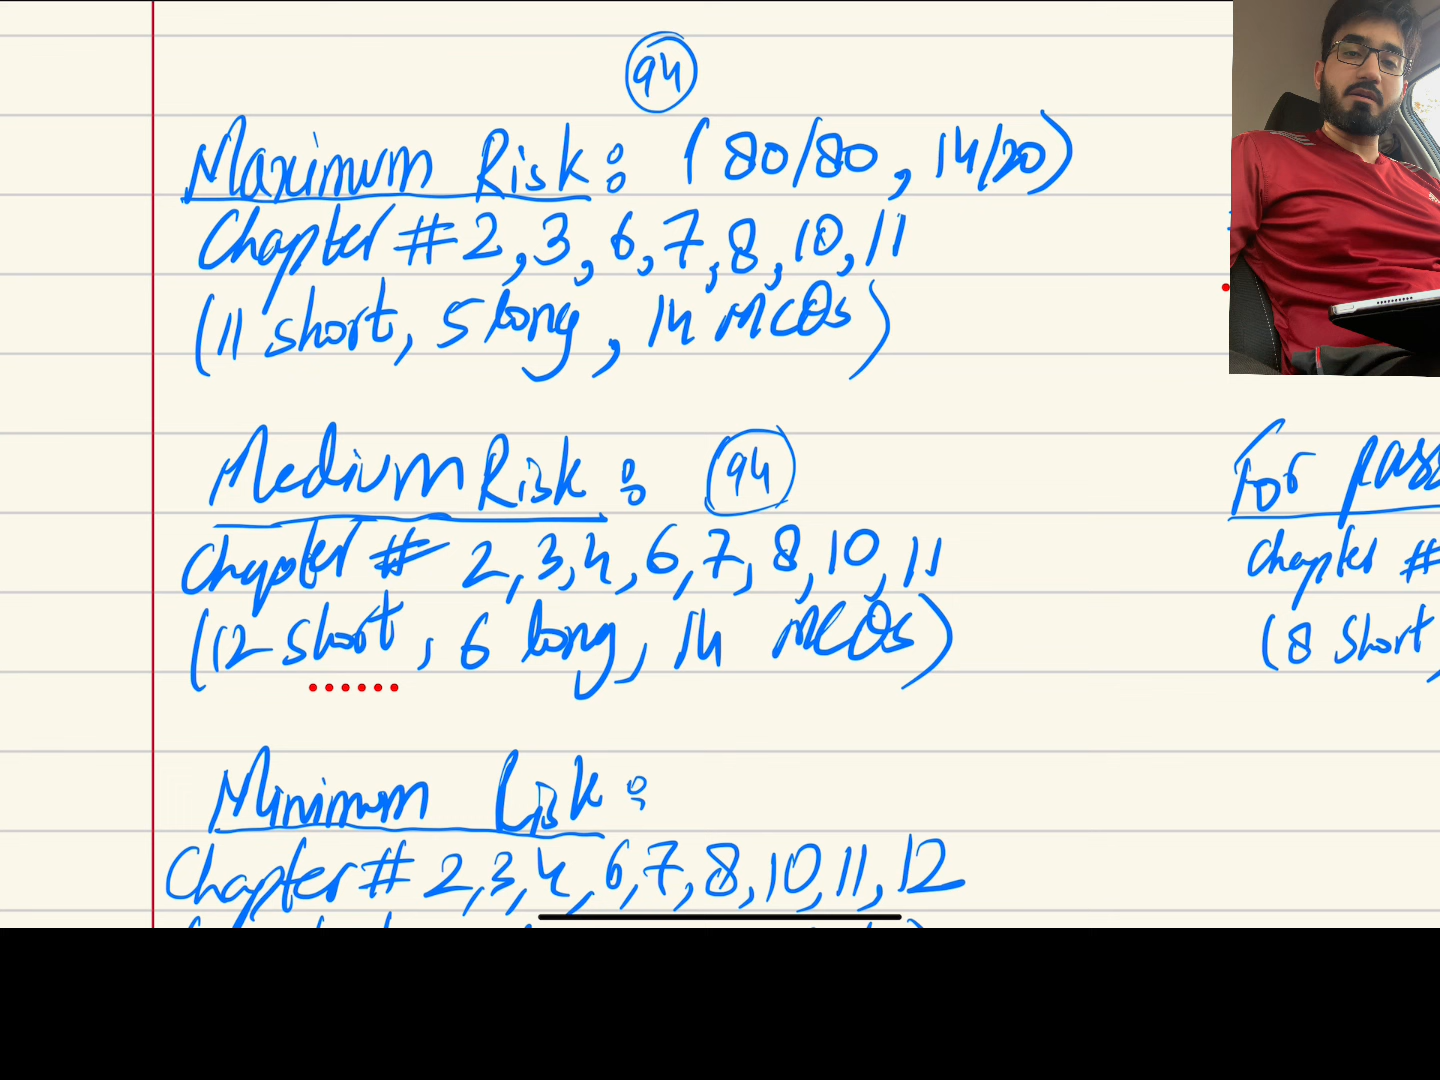 94
Maximum Risk: (80/80, 14/20)
Chapter # 2, 3, 6, 7, 8, 10, 11
(11 short, 5 long, 14 MCQs)
Medium Risk: 94
Chapter # 2, 3, 4, 6, 7, 8, 10, 11
(12 short, 6 long, 14 MCQs)
Minimum Risk:
Chapter # 2, 3, 4, 6, 7, 8, 10, 11, 12
For pass
Chapter #
(8 short,